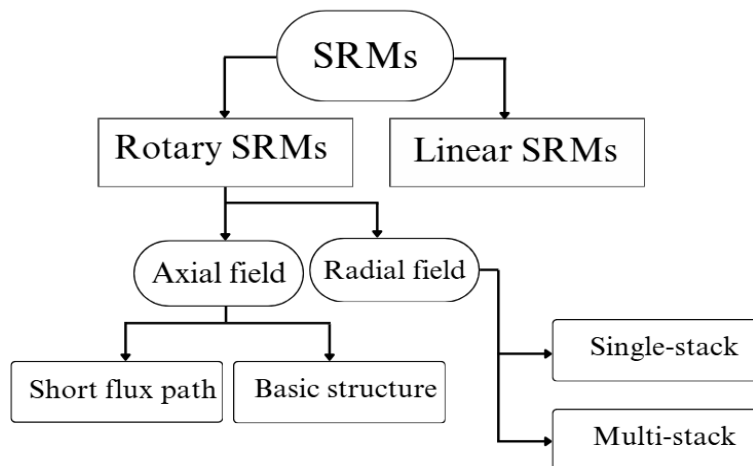 SRMs
Rotary SRMs
Linear SRMs
Axial field
Radial field
Short flux path
Basic structure
Single-stack
Multi-stack